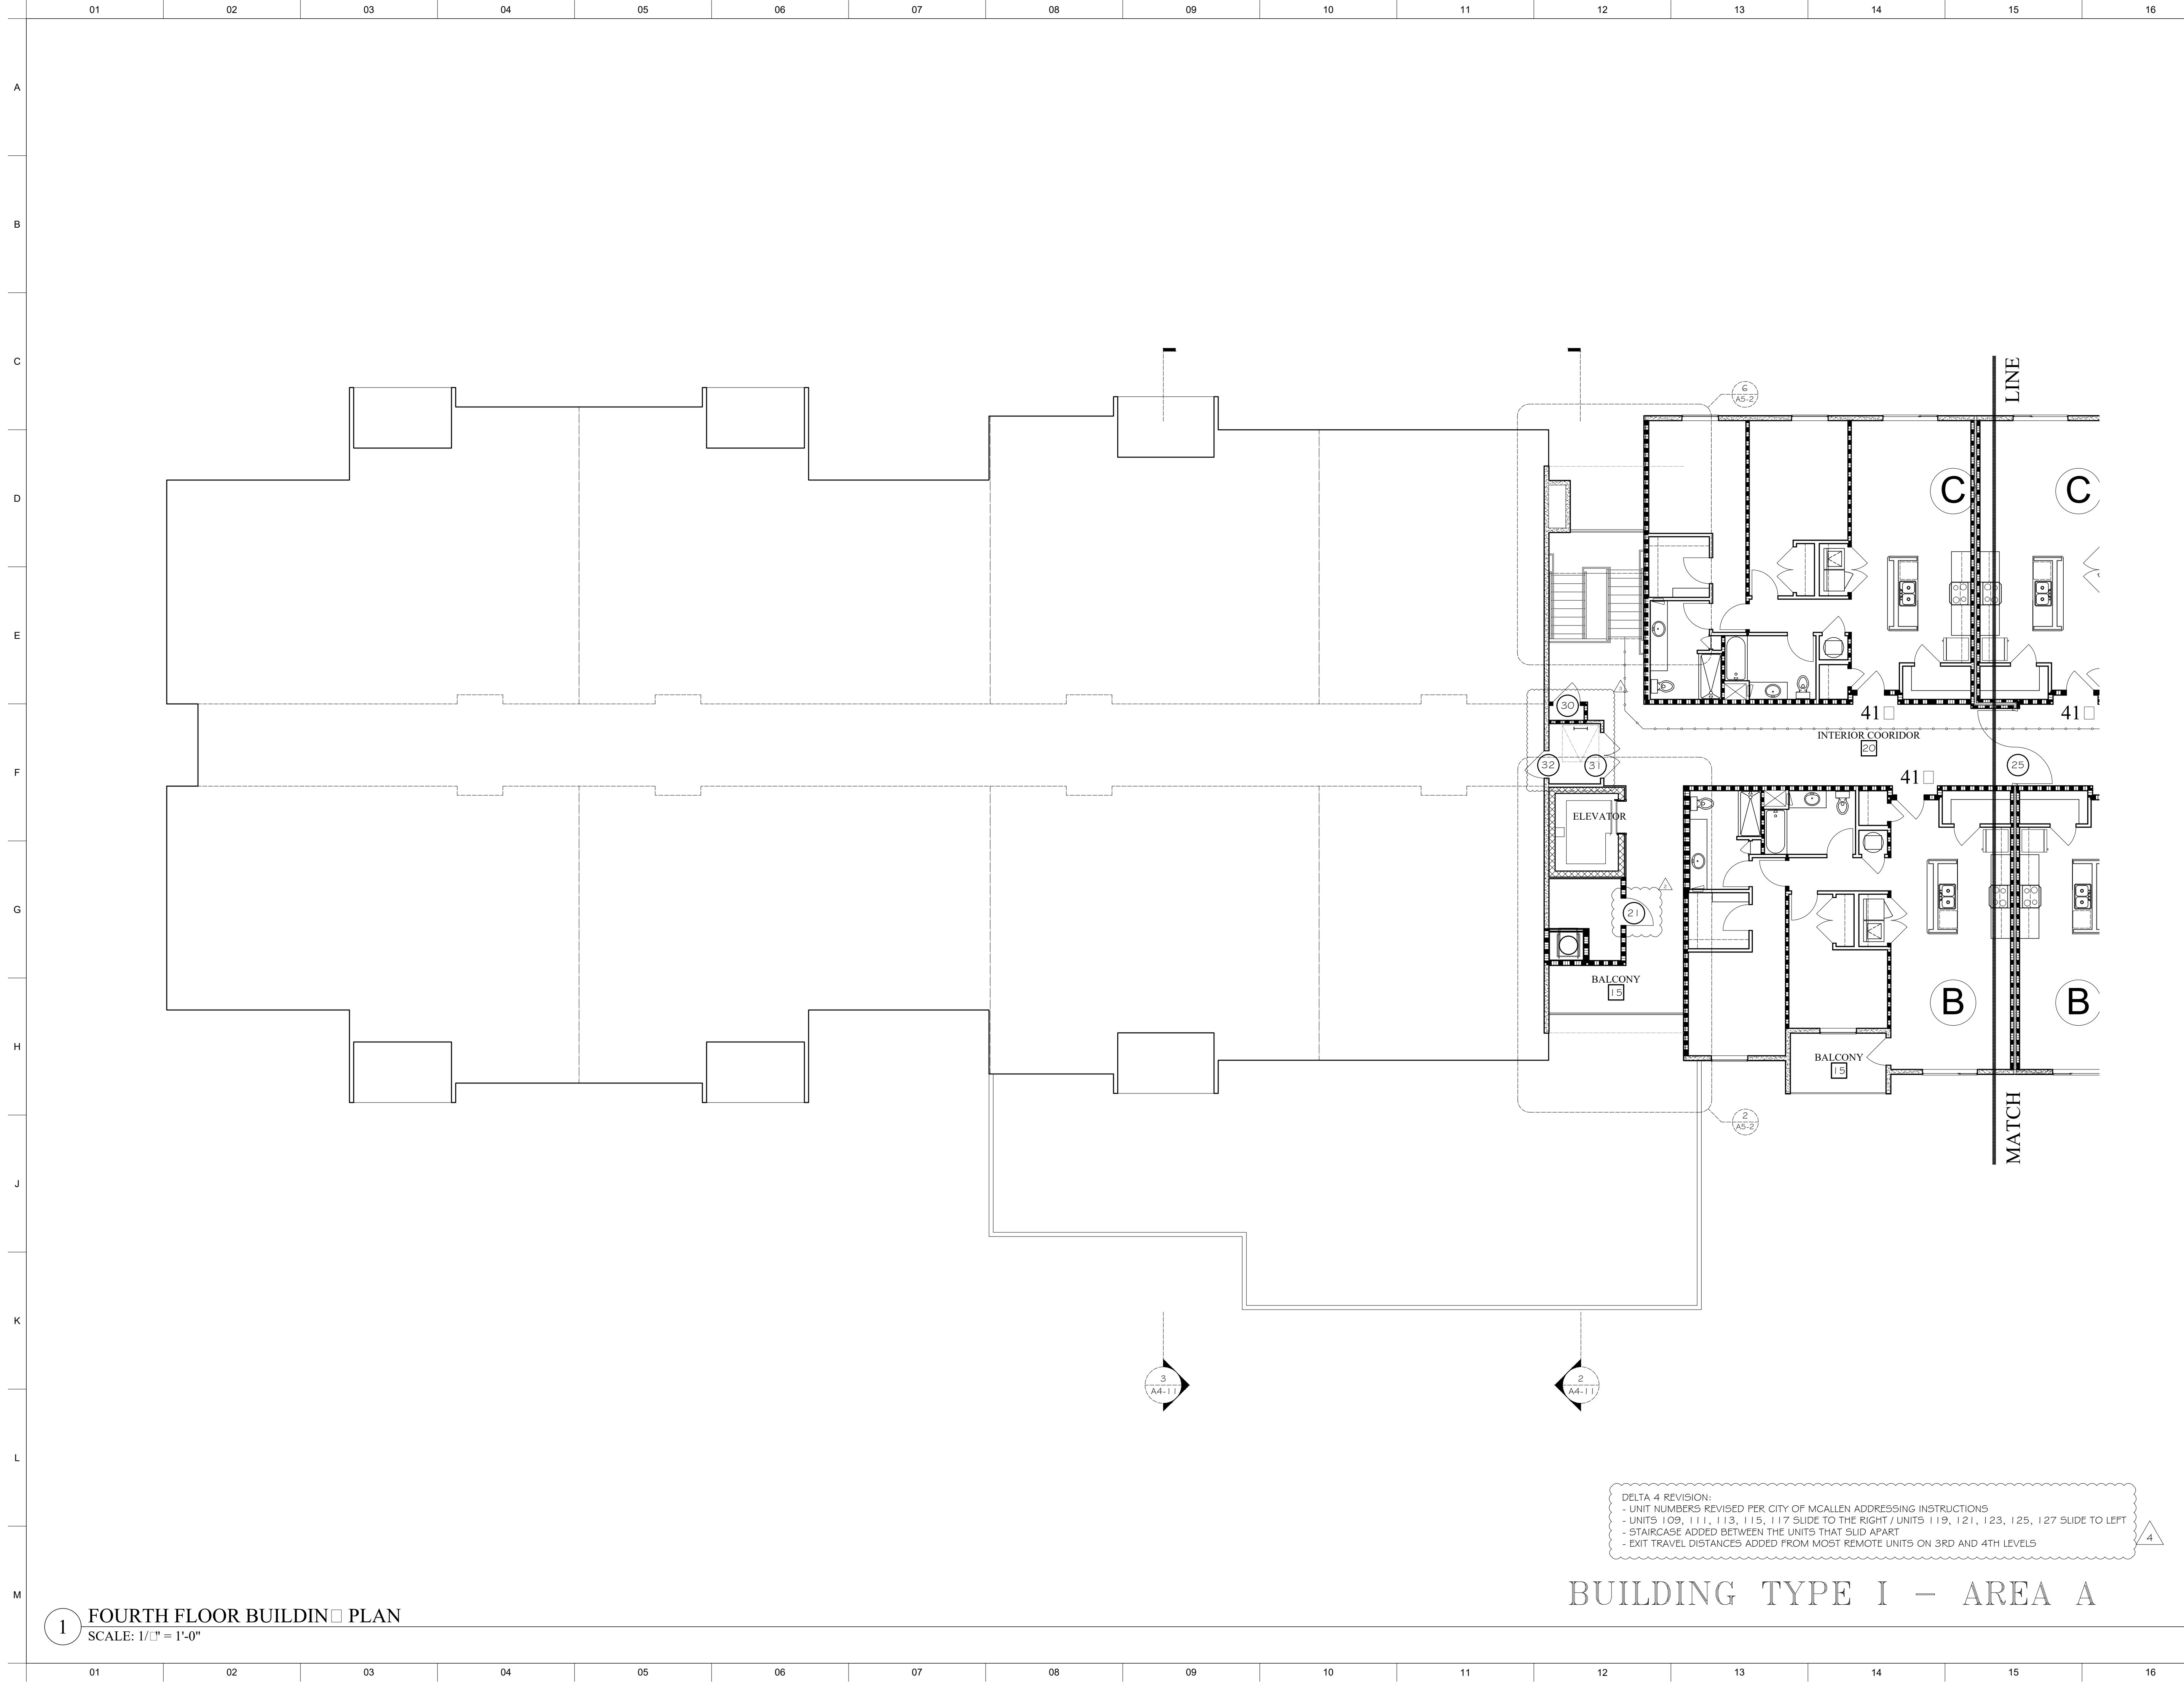 01 02 03 04 05 06 07 08 09 10 11 12 13 14 15 16
A
B
C
D
E
F
G
H
J
K
L
M
LINE
6
A5-2
C
C
30
3
41□
41□
INTERIOR COORIDOR
20
32
31
25
41□
ELEVATOR
2
21
BALCONY
15
B
B
BALCONY
15
2
A5-2
MATCH
3
A4-11
2
A4-11
DELTA 4 REVISION:
- UNIT NUMBERS REVISED PER CITY OF MCALLEN ADDRESSING INSTRUCTIONS
- UNITS 109, 111, 113, 115, 117 SLIDE TO THE RIGHT / UNITS 119, 121, 123, 125, 127 SLIDE TO LEFT
- STAIRCASE ADDED BETWEEN THE UNITS THAT SLID APART
- EXIT TRAVEL DISTANCES ADDED FROM MOST REMOTE UNITS ON 3RD AND 4TH LEVELS
4
BUILDING TYPE I - AREA A
1
FOURTH FLOOR BUILDIN□ PLAN
SCALE: 1/□" = 1'-0"
01 02 03 04 05 06 07 08 09 10 11 12 13 14 15 16